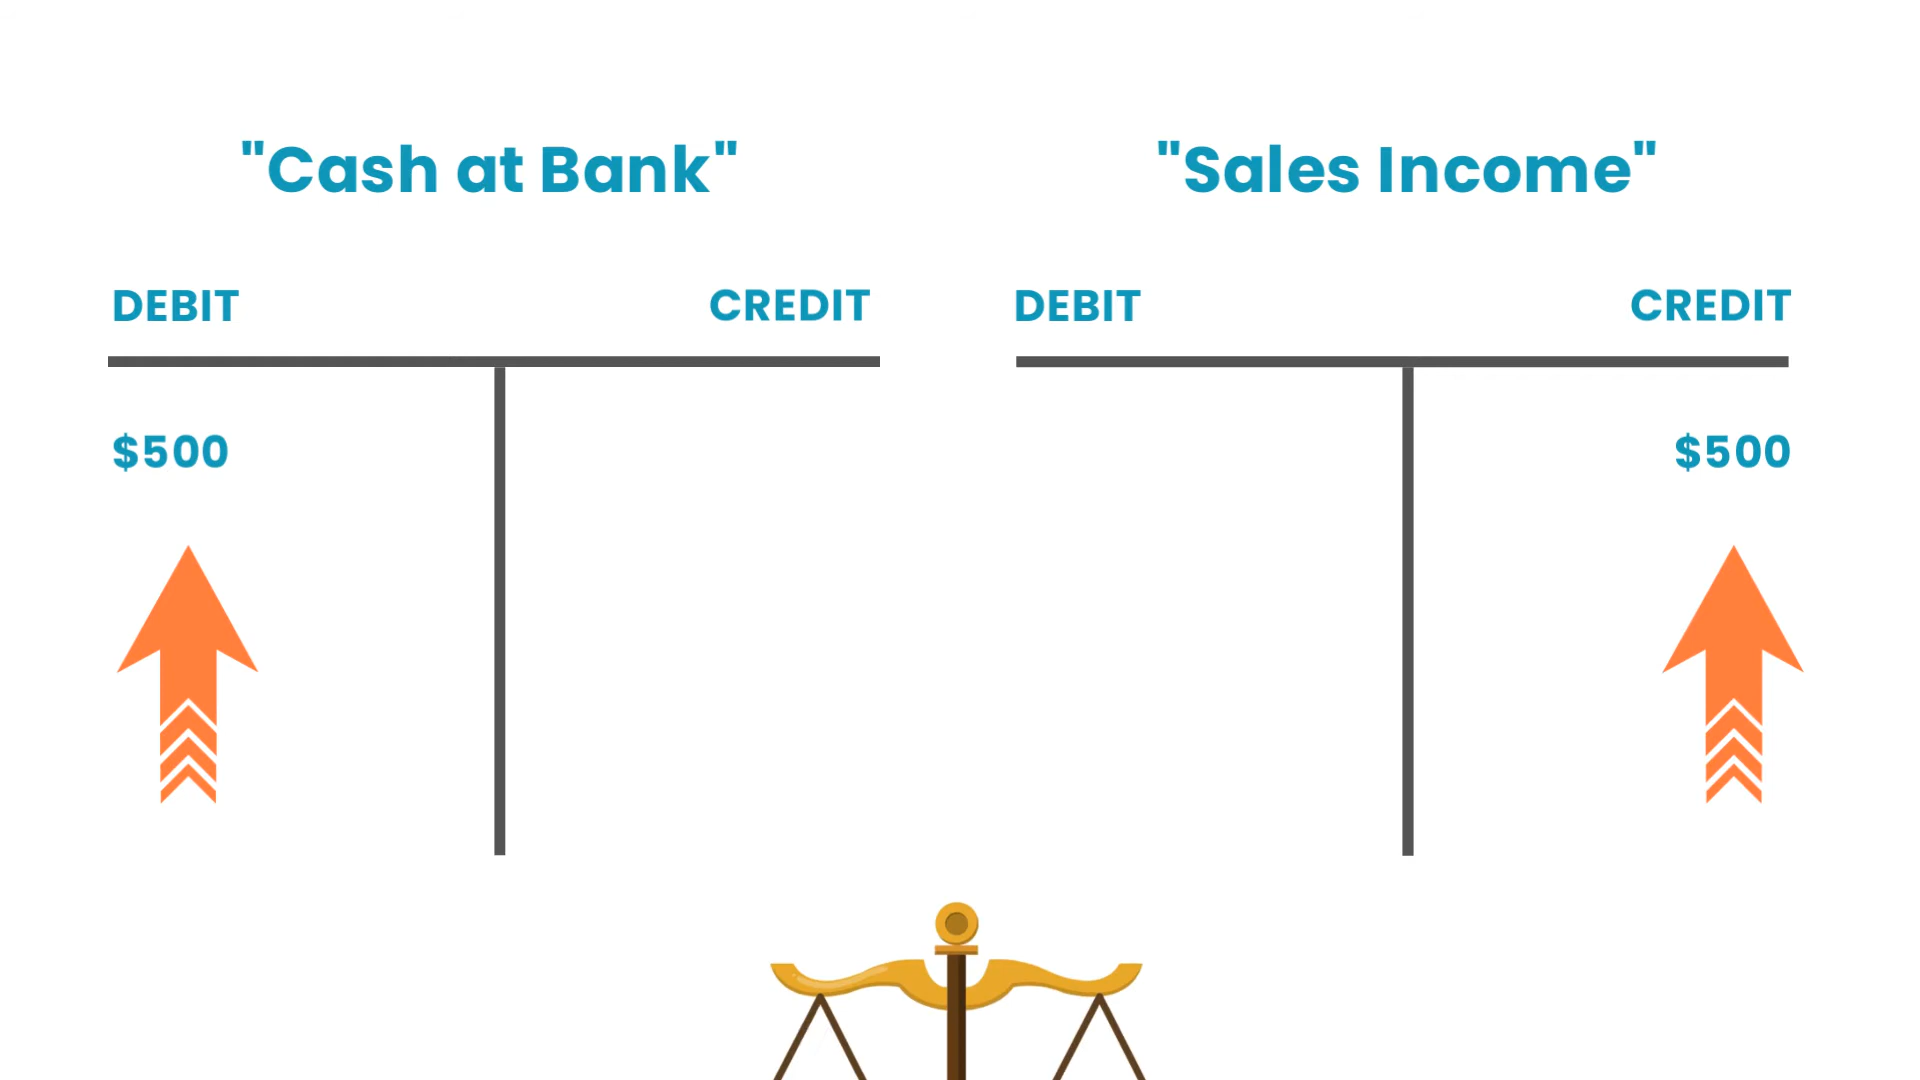 "Cash at Bank"
DEBIT CREDIT
$500
"Sales Income"
DEBIT CREDIT
$500